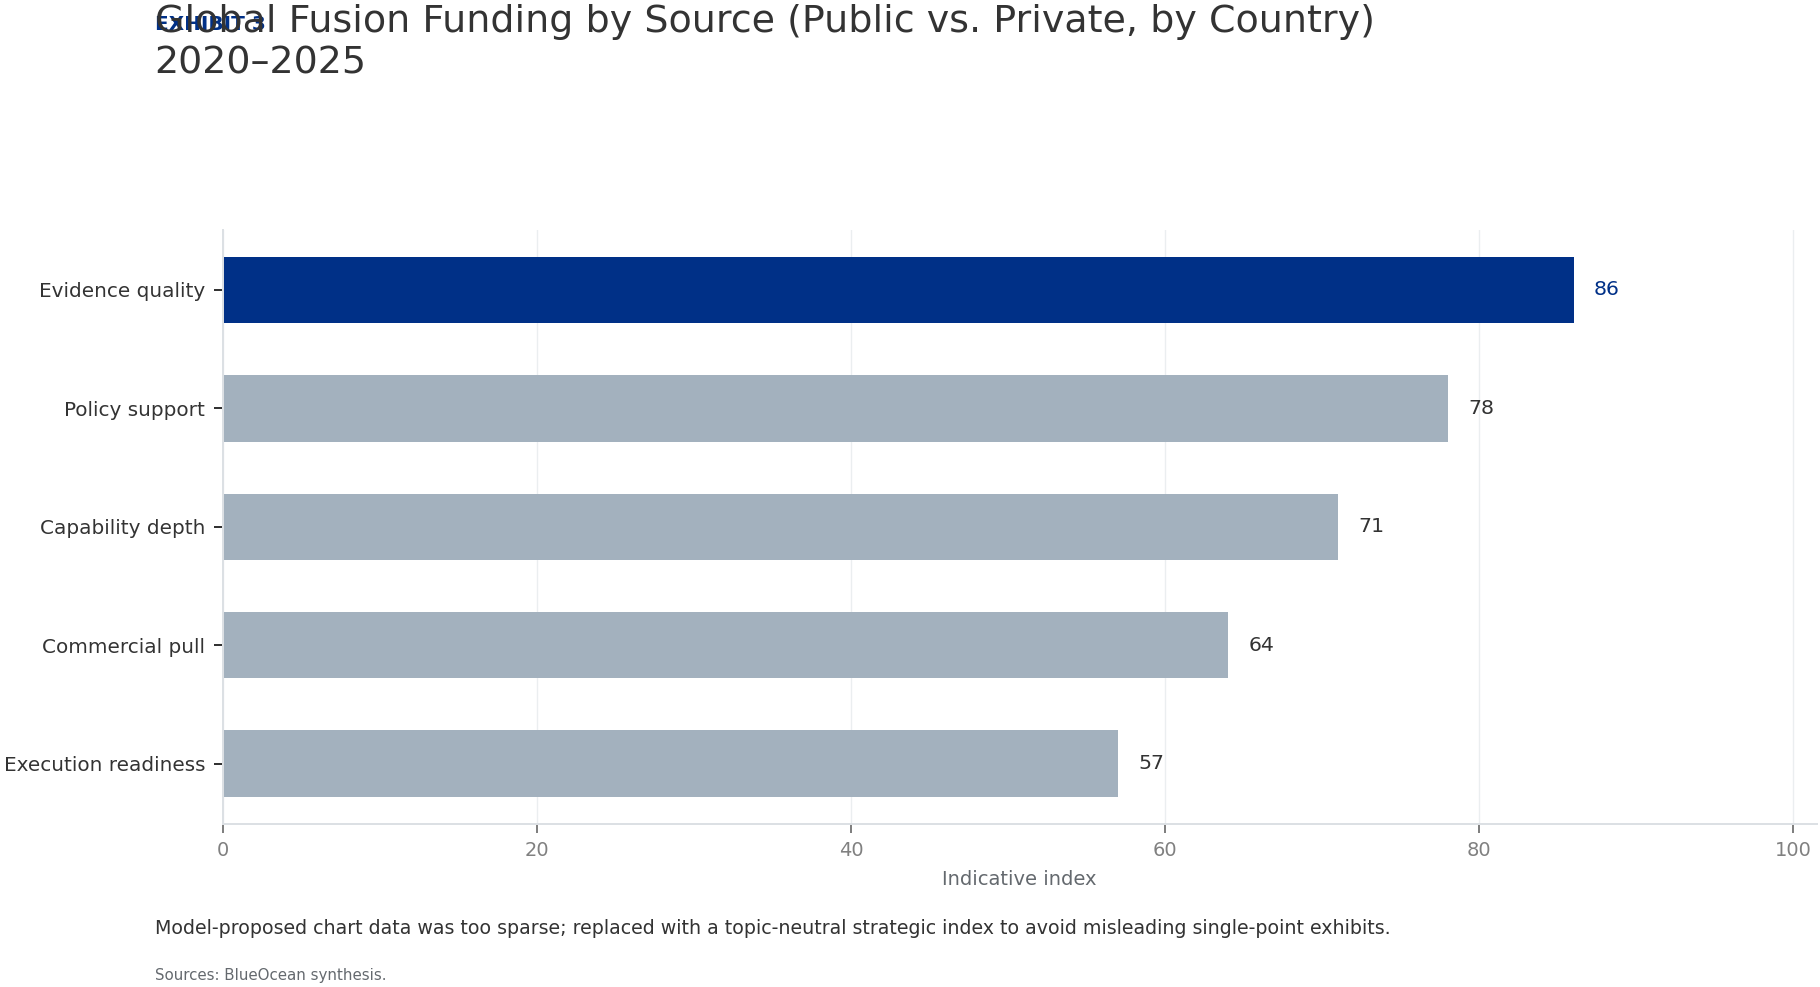 EXHIBIT 3
Global Fusion Funding by Source (Public vs. Private, by Country)
2020–2025
Evidence quality
86
Policy support
78
Capability depth
71
Commercial pull
64
Execution readiness
57
0 20 40 60 80 100
Indicative index
Model-proposed chart data was too sparse; replaced with a topic-neutral strategic index to avoid misleading single-point exhibits.
Sources: BlueOcean synthesis.